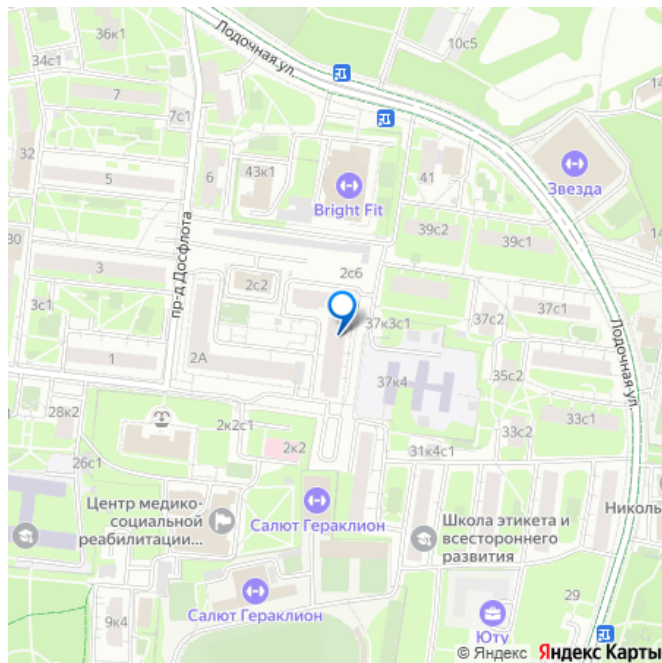 36к1
Лодочная ул.
10с5
34с1
7
7с1
14
32
43к1
41
Звезда
5
6
Bright Fit
39с2
39с1
14
30
пр-д Досфлота
3
2с6
2с2
3с1
37с1
37к3с1
37с2
Лодочная ул.
1
2А
37к4
35с2
28к2
2к2с1
33с1
33с2
2к2
31к4с1
26с1
Центр медико-
социальной
реабилитации...
Салют Гераклион
Школа этикета и
всестороннего
развития
Николь
29
Салют Гераклион
9к4
Юту
© Яндекс Яндекс Карты